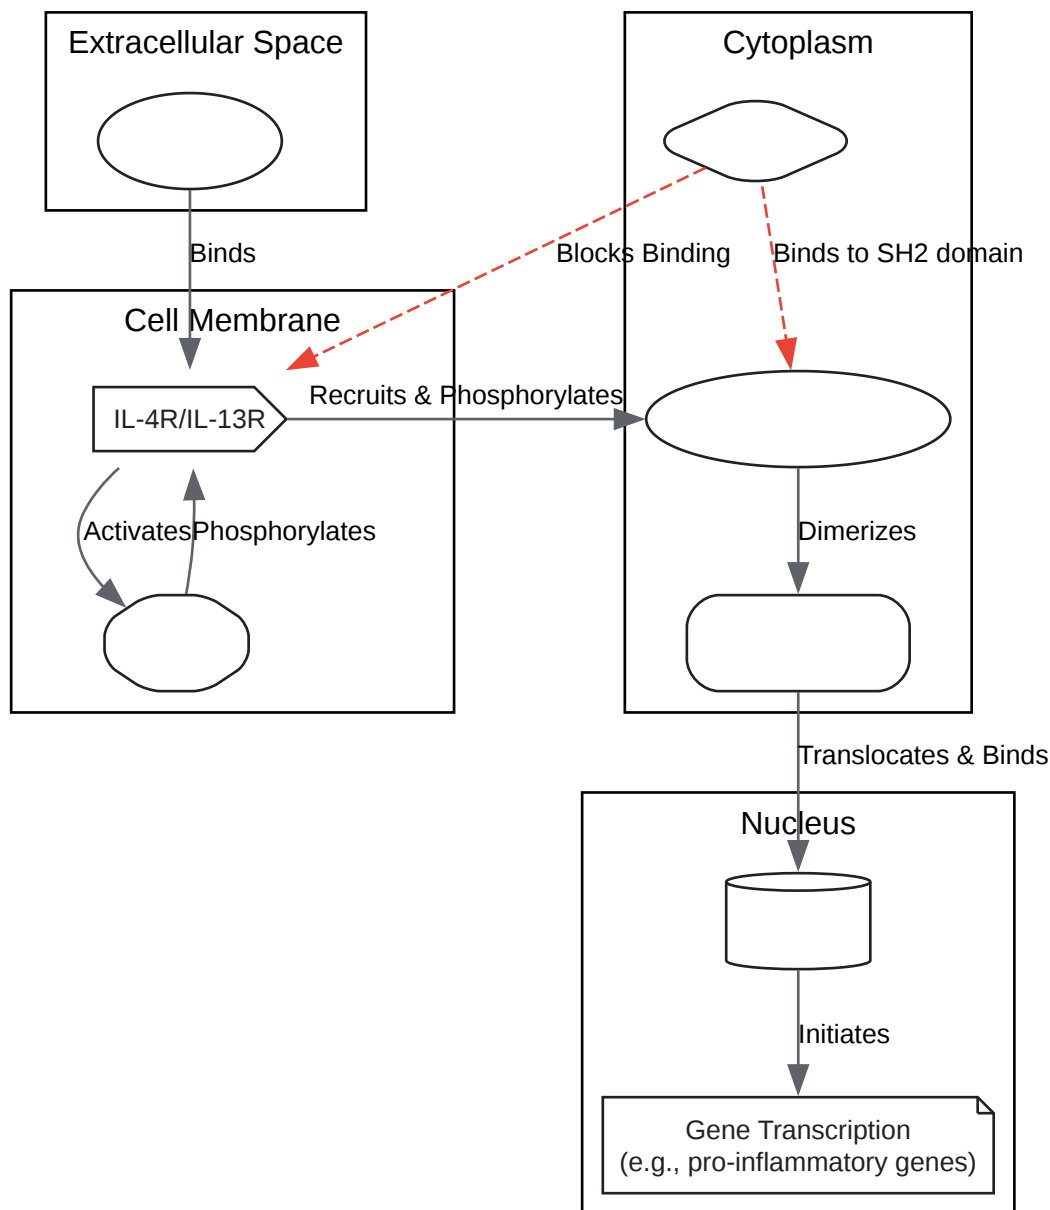 Extracellular Space
Cytoplasm
Binds
Blocks Binding
Binds to SH2 domain
Cell Membrane
Recruits & Phosphorylates
IL-4R/IL-13R
Activates
Phosphorylates
Dimerizes
Translocates & Binds
Nucleus
Initiates
Gene Transcription
(e.g., pro-inflammatory genes)